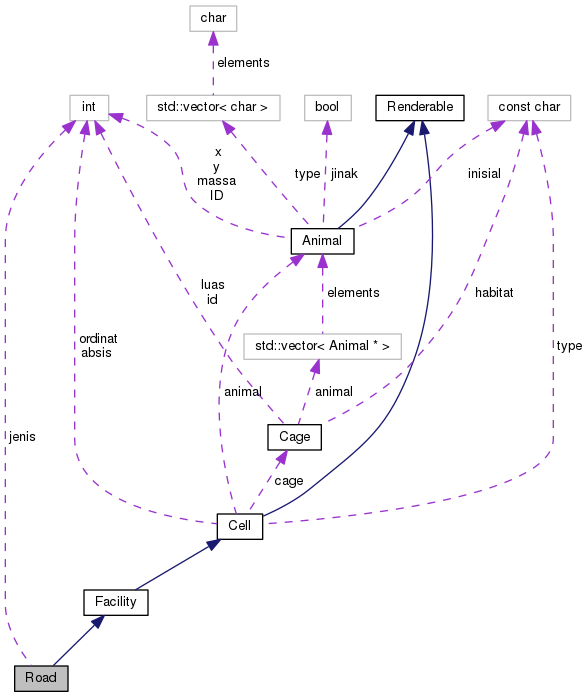 char
elements
int
std::vector< char >
bool
Renderable
const char
x
y
massa
ID
type
jinak
inisial
Animal
luas
id
elements
habitat
ordinat
absis
std::vector< Animal * >
type
animal
animal
jenis
Cage
cage
Cell
Facility
Road